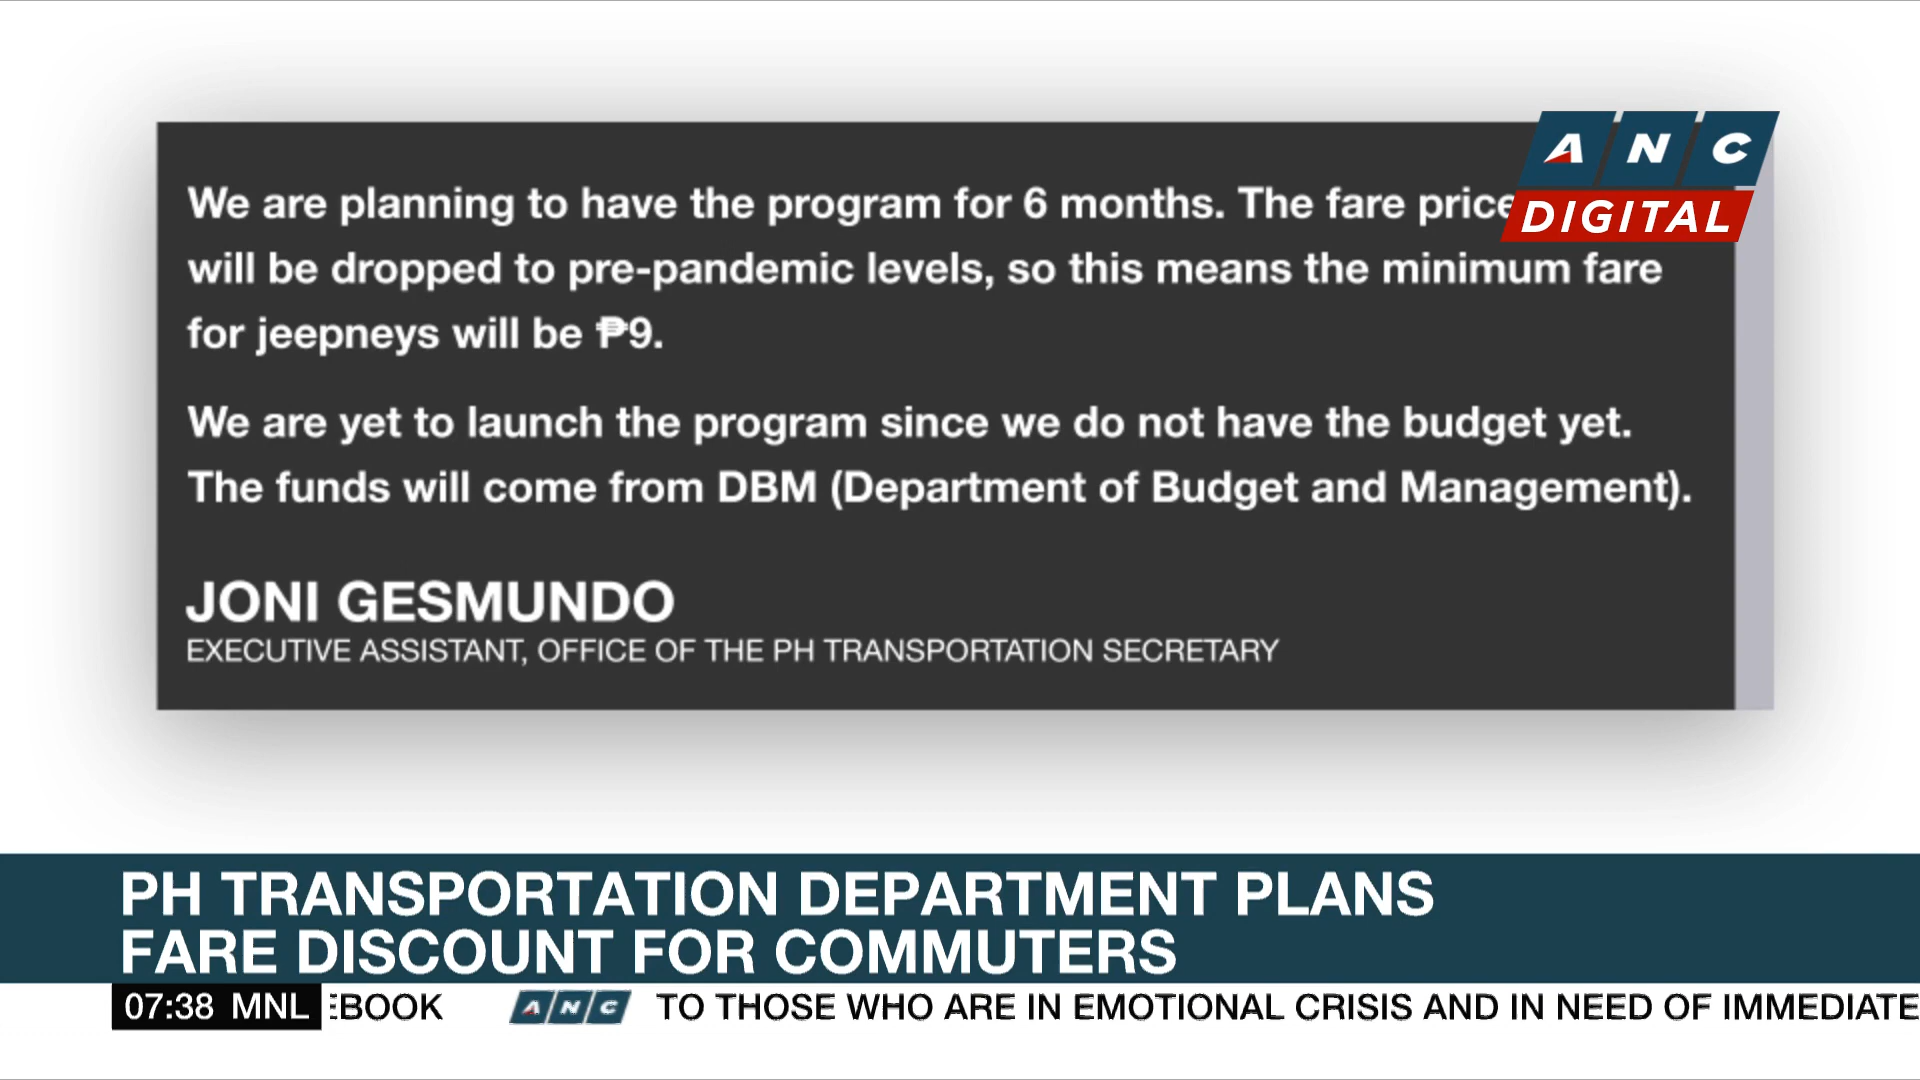 ANC
DIGITAL
We are planning to have the program for 6 months. The fare price
will be dropped to pre-pandemic levels, so this means the minimum fare
for jeepneys will be ₱9.
We are yet to launch the program since we do not have the budget yet.
The funds will come from DBM (Department of Budget and Management).
JONI GESMUNDO
EXECUTIVE ASSISTANT, OFFICE OF THE PH TRANSPORTATION SECRETARY
PH TRANSPORTATION DEPARTMENT PLANS
FARE DISCOUNT FOR COMMUTERS
07:38 MNL EBOOK ANC TO THOSE WHO ARE IN EMOTIONAL CRISIS AND IN NEED OF IMMEDIATE